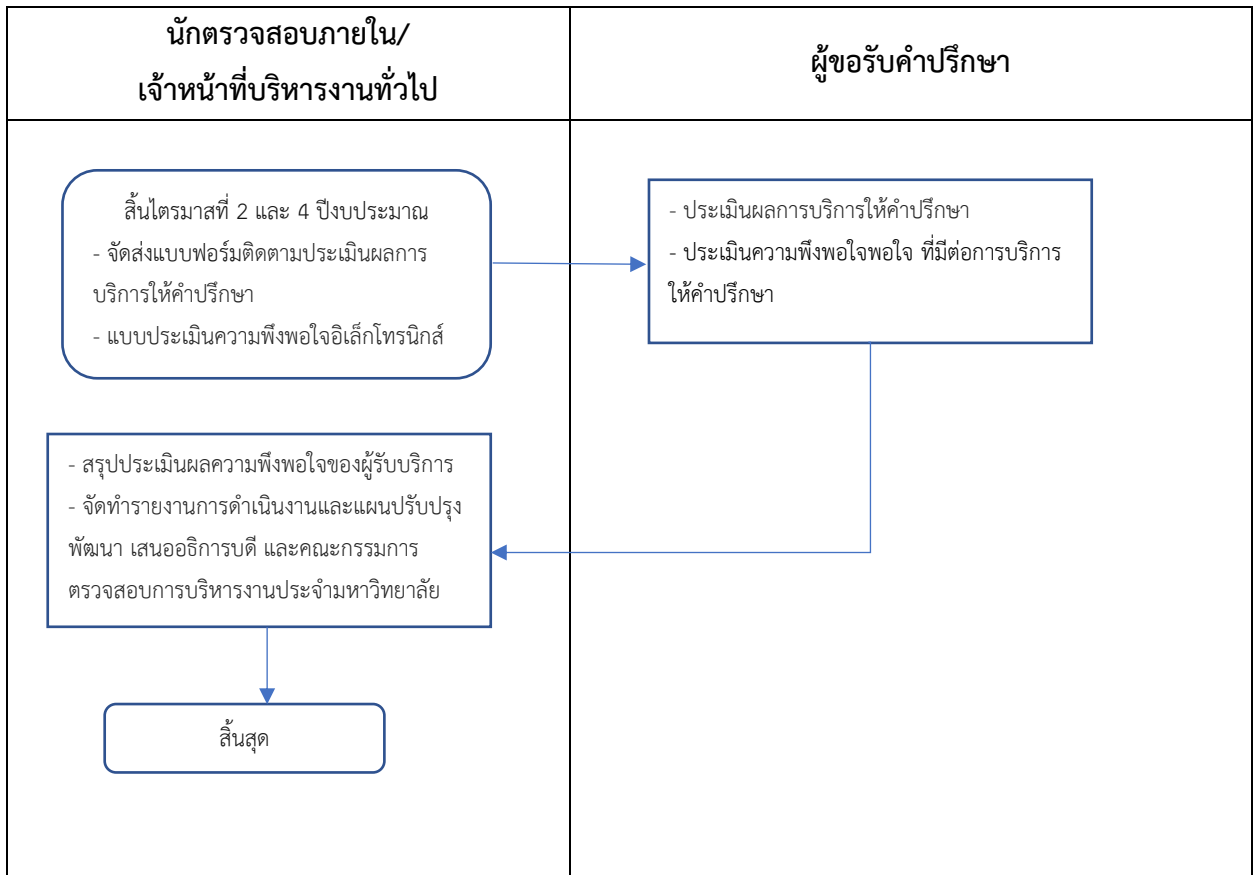 นักตรวจสอบภายใน/
เจ้าหน้าที่บริหารงานทั่วไป
ผู้ขอรับคำปรึกษา
สิ้นไตรมาสที่ 2 และ 4 ปีงบประมาณ
- จัดส่งแบบฟอร์มติดตามประเมินผลการ
บริการให้คำปรึกษา
- แบบประเมินความพึงพอใจอิเล็กโทรนิกส์
- ประเมินผลการบริการให้คำปรึกษา
- ประเมินความพึงพอใจพอใจ ที่มีต่อการบริการ
ให้คำปรึกษา
- สรุปประเมินผลความพึงพอใจของผู้รับบริการ
- จัดทำรายงานการดำเนินงานและแผนปรับปรุง
พัฒนา เสนออธิการบดี และคณะกรรมการ
ตรวจสอบการบริหารงานประจำมหาวิทยาลัย
สิ้นสุด